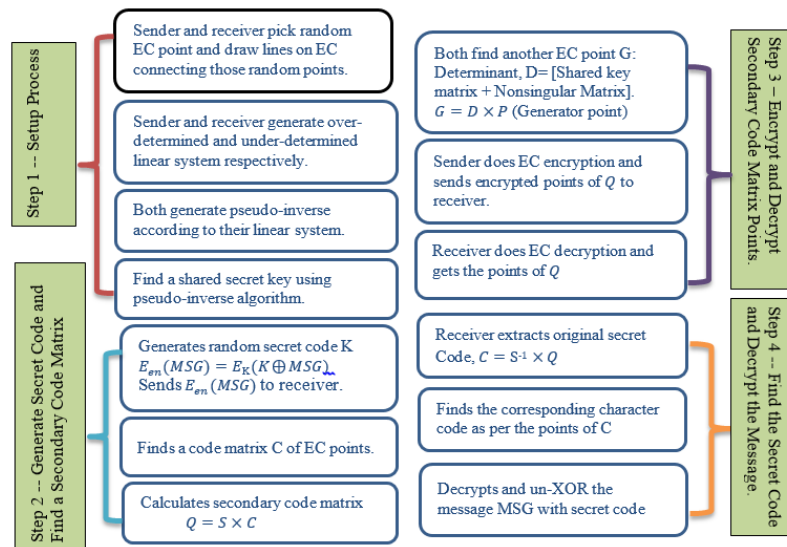 Step 1 -- Setup Process
Sender and receiver pick random
EC point and draw lines on EC
connecting those random points.
Sender and receiver generate over-
determined and under-determined
linear system respectively.
Both generate pseudo-inverse
according to their linear system.
Find a shared secret key using
pseudo-inverse algorithm.
Step 2 -- Generate Secret Code and
Find a Secondary Code Matrix
Generates random secret code K
E_en(MSG) = E_K(K⊕MSG)
Sends E_en(MSG) to receiver.
Finds a code matrix C of EC points.
Calculates secondary code matrix
Q = S × C
Step 3 – Encrypt and Decrypt
Secondary Code Matrix Points.
Both find another EC point G:
Determinant, D= [Shared key
matrix + Nonsingular Matrix].
G = D × P (Generator point)
Sender does EC encryption and
sends encrypted points of Q to
receiver.
Receiver does EC decryption and
gets the points of Q
Step 4 -- Find the Secret Code
and Decrypt the Message.
Receiver extracts original secret
Code, C = S⁻¹ × Q
Finds the corresponding character
code as per the points of C
Decrypts and un-XOR the
message MSG with secret code